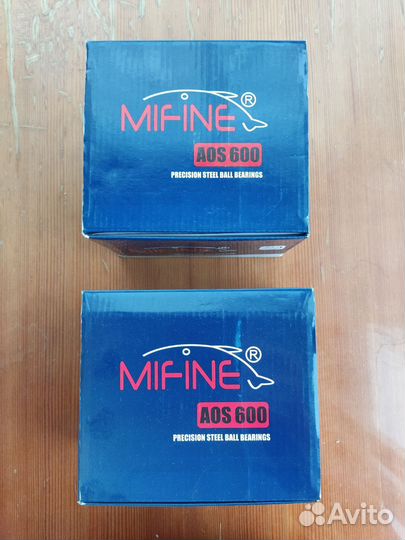 MIFINE®
AOS 600
PRECISION STEEL BALL BEARINGS
MIFINE®
AOS 600
PRECISION STEEL BALL BEARINGS
Avito